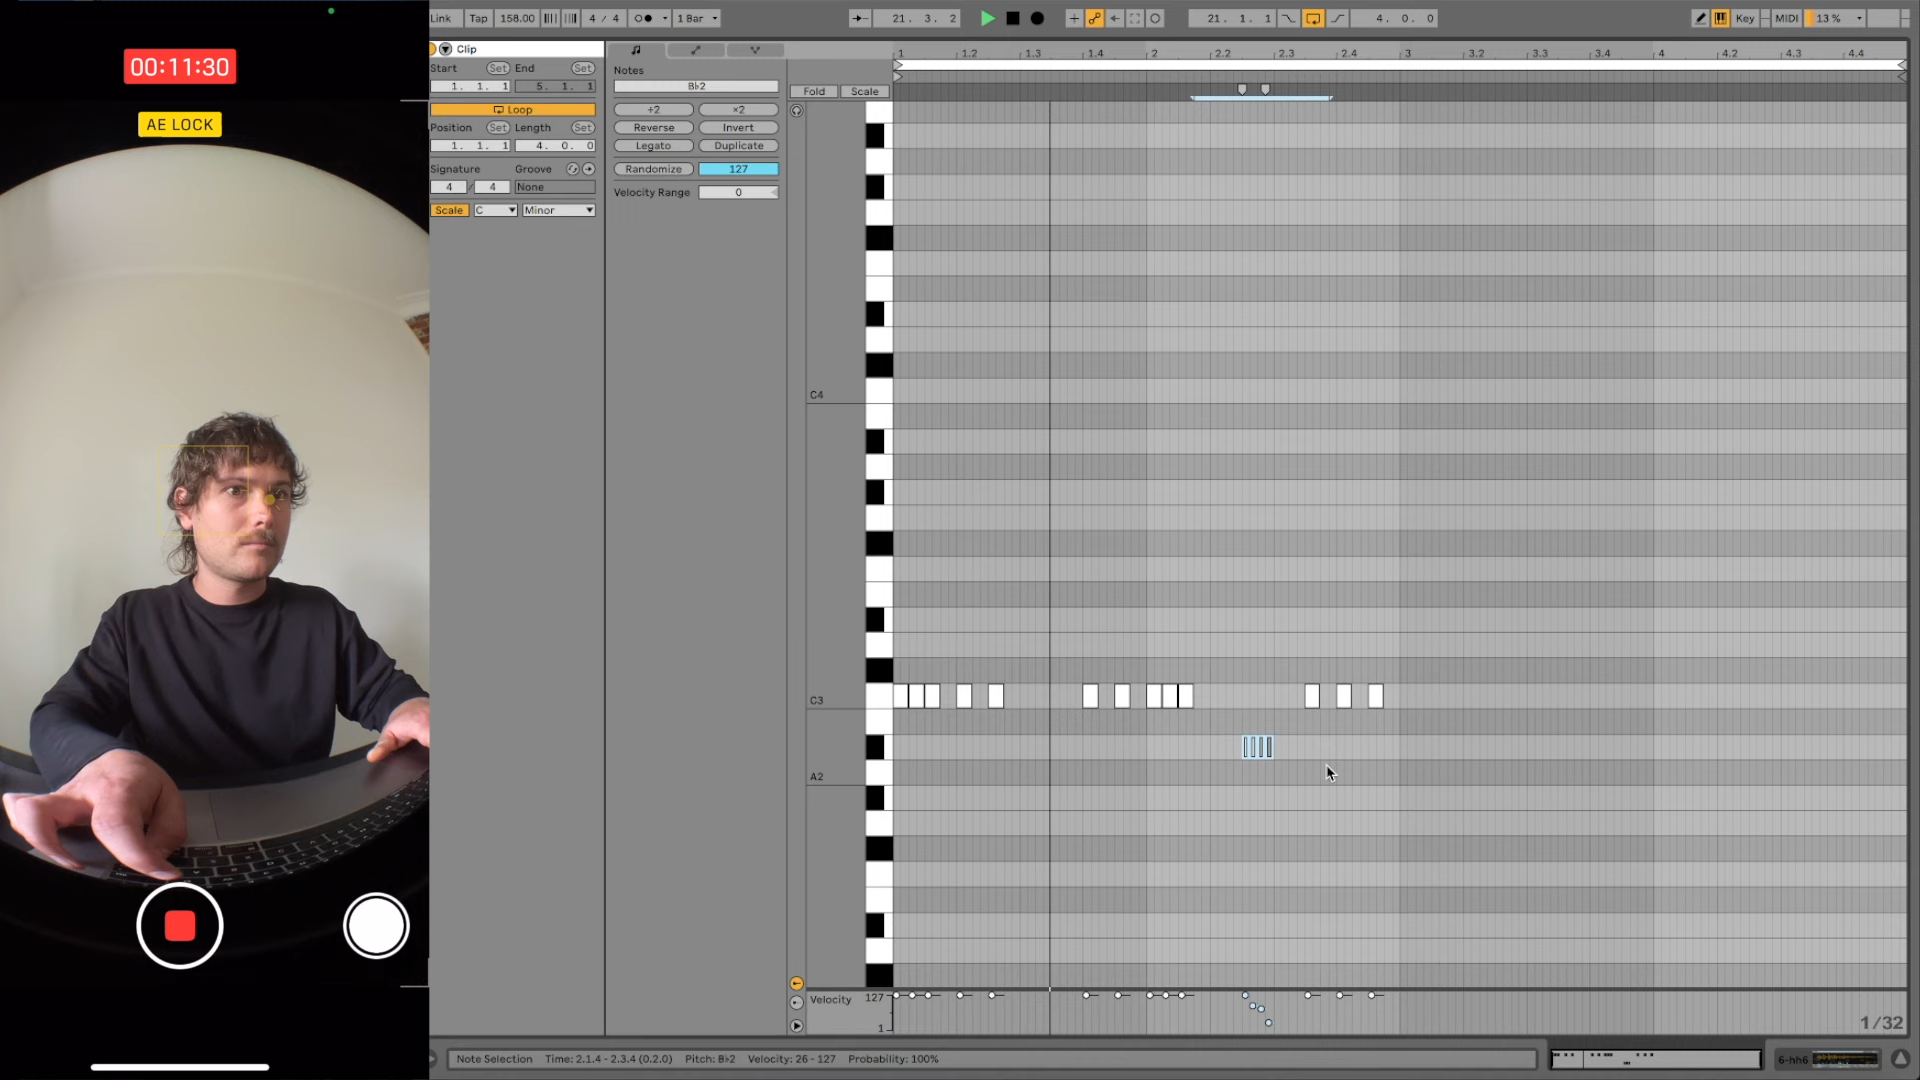 00:11:30
AE LOCK
Link Tap 158.00 4 / 4 1 Bar 21. 3. 2 21. 1. 1 4. 0. 0 Key MIDI 13 %
Clip
Start Set End Set
1. 1. 1 5. 1. 1
Loop
Position Set Length Set
1. 1. 1 4. 0. 0
Signature Groove
4 / 4 None
Scale C Minor
Notes
B♭2
÷2 ×2
Reverse Invert
Legato Duplicate
Randomize 127
Velocity Range 0
Fold Scale
1 1.2 1.3 1.4 2 2.2 2.3 2.4 3 3.2 3.3 3.4 4 4.2 4.3 4.4
C4
C3
A2
Velocity 127
1
1/32
Note Selection Time: 2.1.4 - 2.3.4 (0.2.0) Pitch: B♭2 Velocity: 26 - 127 Probability: 100%
6-hh6